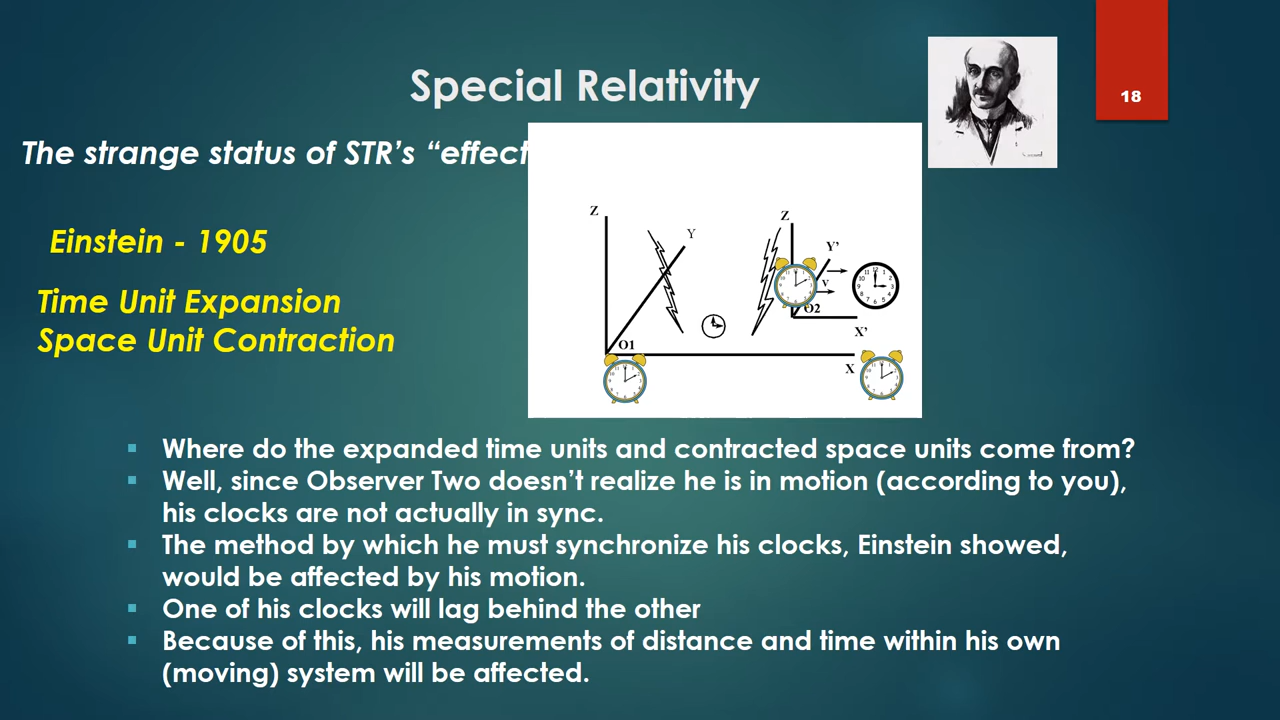 Special Relativity
18
The strange status of STR's “effect
Einstein - 1905
Time Unit Expansion
Space Unit Contraction
Z
Y
O1
X
Z
Y'
V
O2
X'
Where do the expanded time units and contracted space units come from?
Well, since Observer Two doesn't realize he is in motion (according to you),
his clocks are not actually in sync.
The method by which he must synchronize his clocks, Einstein showed,
would be affected by his motion.
One of his clocks will lag behind the other
Because of this, his measurements of distance and time within his own
(moving) system will be affected.